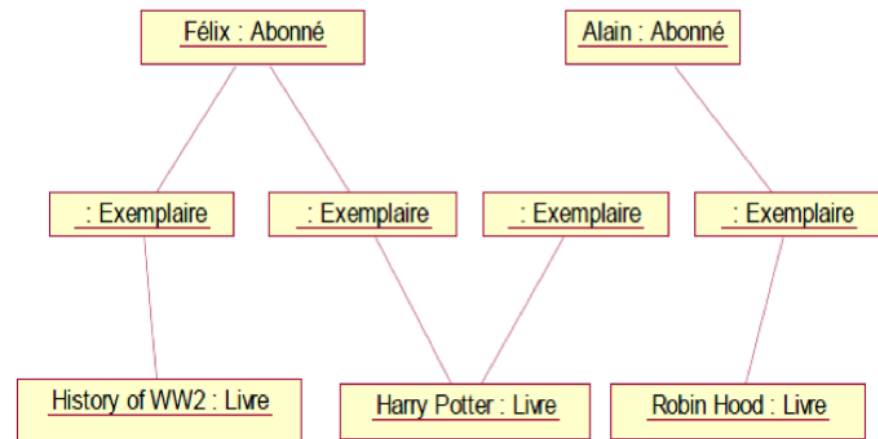 Félix : Abonné
Alain : Abonné
: Exemplaire
: Exemplaire
: Exemplaire
: Exemplaire
History of WW2 : Livre
Harry Potter : Livre
Robin Hood : Livre